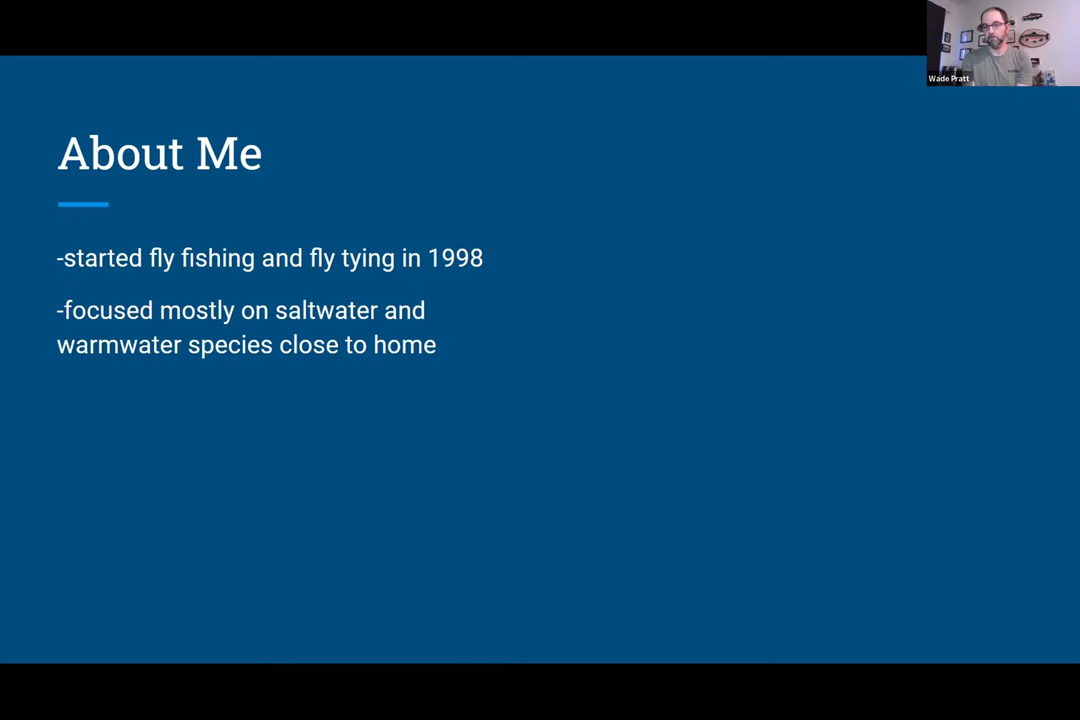 Wade Pratt
About Me
-started fly fishing and fly tying in 1998
-focused mostly on saltwater and
warmwater species close to home